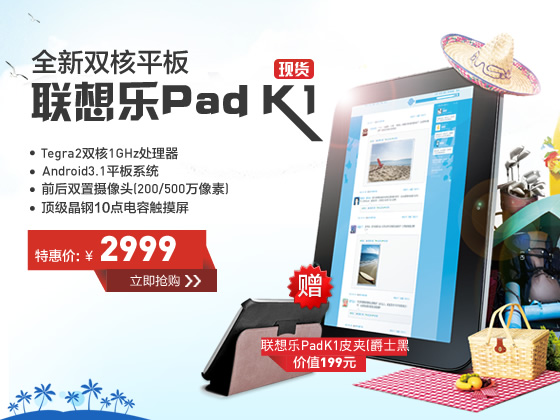 全新双核平板
现货
联想乐Pad K1
• Tegra2双核1GHz处理器
• Android3.1平板系统
• 前后双置摄像头(200/500万像素)
• 顶级晶钢10点电容触摸屏
特惠价: ¥ 2999
立即抢购 >>
赠
联想乐PadK1皮夹(爵士黑
价值199元